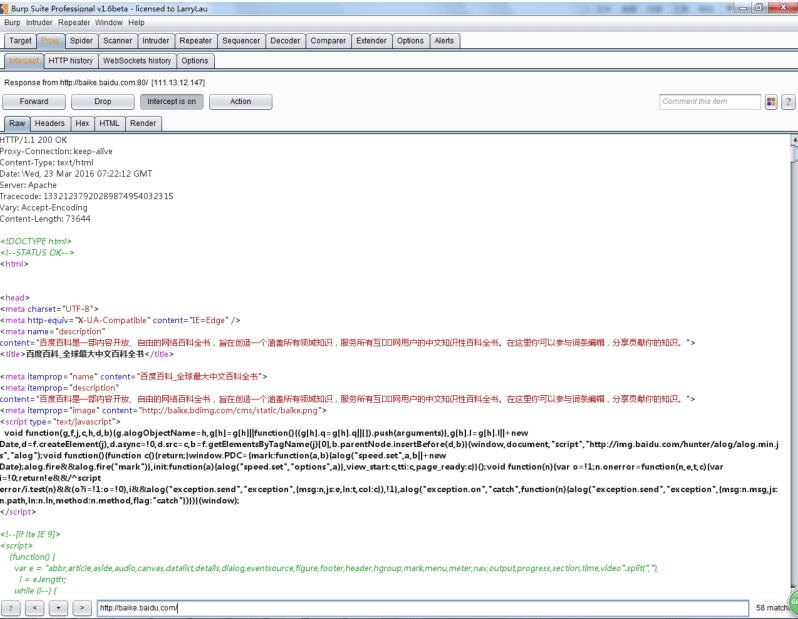 Burp Suite Professional v1.6beta - licensed to LarryLau
Burp Intruder Repeater Window Help
Target Proxy Spider Scanner Intruder Repeater Sequencer Decoder Comparer Extender Options Alerts
Intercept HTTP history WebSockets history Options
Response from http://baike.baidu.com:80/ [111.13.12.147]
Forward Drop Intercept is on Action Comment this item ?
Raw Headers Hex HTML Render
HTTP/1.1 200 OK
Proxy-Connection: keep-alive
Content-Type: text/html
Date: Wed, 23 Mar 2016 07:22:12 GMT
Server: Apache
Tracecode: 13321237920289874954032315
Vary: Accept-Encoding
Content-Length: 73644
<!DOCTYPE html>
<!--STATUS OK-->
<html>
<head>
<meta charset="UTF-8">
<meta http-equiv="X-UA-Compatible" content="IE=Edge" />
<meta name="description"
content="百度百科是一部内容开放、自由的网络百科全书，旨在创造一个涵盖所有领域知识，服务所有互□□网用户的中文知识性百科全书。在这里你可以参与词条编辑，分享贡献你的知识。">
<title>百度百科_全球最大中文百科全书</title>
<meta itemprop="name" content="百度百科_全球最大中文百科全书">
<meta itemprop="description"
content="百度百科是一部内容开放、自由的网络百科全书，旨在创造一个涵盖所有领域知识，服务所有互□□网用户的中文知识性百科全书。在这里你可以参与词条编辑，分享贡献你的知识。">
<meta itemprop="image" content="http://baike.bdimg.com/cms/static/baike.png">
<script type="text/javascript">
void function(g,f,j,c,h,d,b){g.alogObjectName=h,g[h]=g[h]||function(){(g[h].q=g[h].q||[]).push(arguments)},g[h].l=g[h].l||+new
Date,d=f.createElement(j),d.async=!0,d.src=c,b=f.getElementsByTagName(j)[0],b.parentNode.insertBefore(d,b)}(window,document,"script","http://img.baidu.com/hunter/alog/alog.min.j
s","alog");void function(){function c(){return;}window.PDC={mark:function(a,b){alog("speed.set",a,b||+new
Date);alog.fire&&alog.fire("mark")},init:function(a){alog("speed.set","options",a)},view_start:c,tti:c,page_ready:c}}();void function(n){var o=!1;n.onerror=function(n,e,t,c){var
i=!0;return!e&&/^script
error/i.test(n)&&(o?i=!1:o=!0),i&&alog("exception.send","exception",{msg:n,js:e,ln:t,col:c}),!1},alog("exception.on","catch",function(n){alog("exception.send","exception",{msg:n.msg,js:
n.path,ln:n.ln,method:n.method,flag:"catch"})})}(window);
</script>
<!--[if lte IE 9]>
<script>
(function() {
var e = "abbr,article,aside,audio,canvas,datalist,details,dialog,eventsource,figure,footer,header,hgroup,mark,menu,meter,nav,output,progress,section,time,video".split(","),
i = e.length;
while (i--) {
? < + > http://baike.baidu.com/ 58